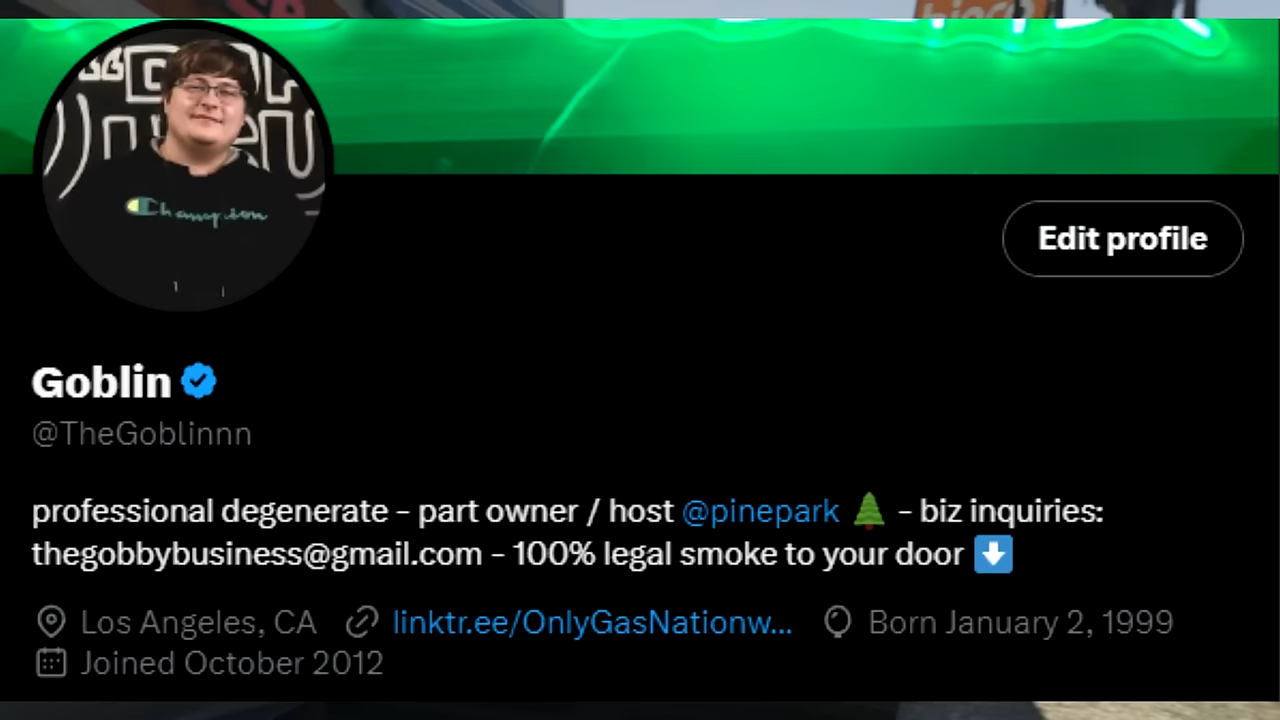 Champion
Edit profile
Goblin
@TheGoblinnn
professional degenerate – part owner / host @pinepark 🌲 – biz inquiries:
thegobbybusiness@gmail.com – 100% legal smoke to your door ⬇️
Los Angeles, CA linktr.ee/OnlyGasNationw... Born January 2, 1999
Joined October 2012